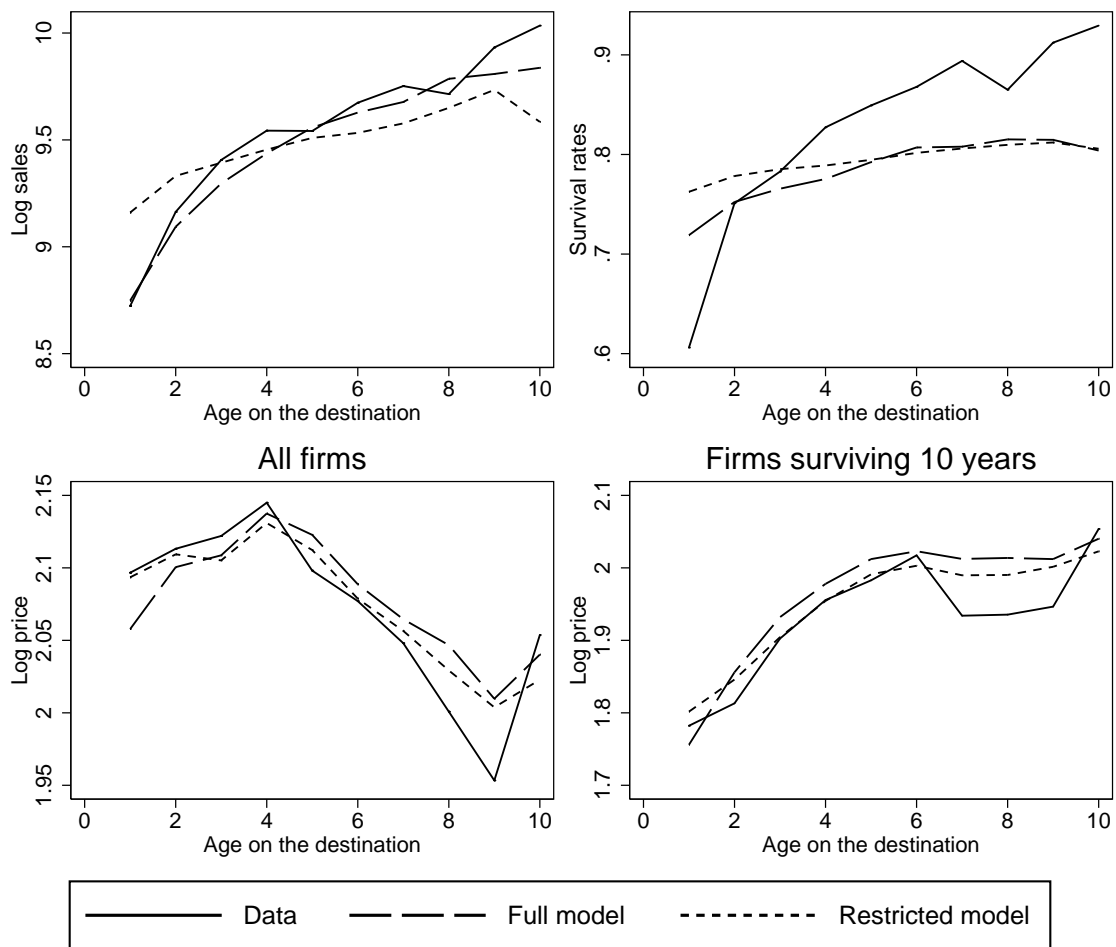 Log sales
8.5 9 9.5 10
0 2 4 6 8 10
Age on the destination
Survival rates
.6 .7 .8 .9
0 2 4 6 8 10
Age on the destination
All firms
Log price
1.95 2 2.05 2.1 2.15
0 2 4 6 8 10
Age on the destination
Firms surviving 10 years
Log price
1.7 1.8 1.9 2 2.1
0 2 4 6 8 10
Age on the destination
Data Full model Restricted model